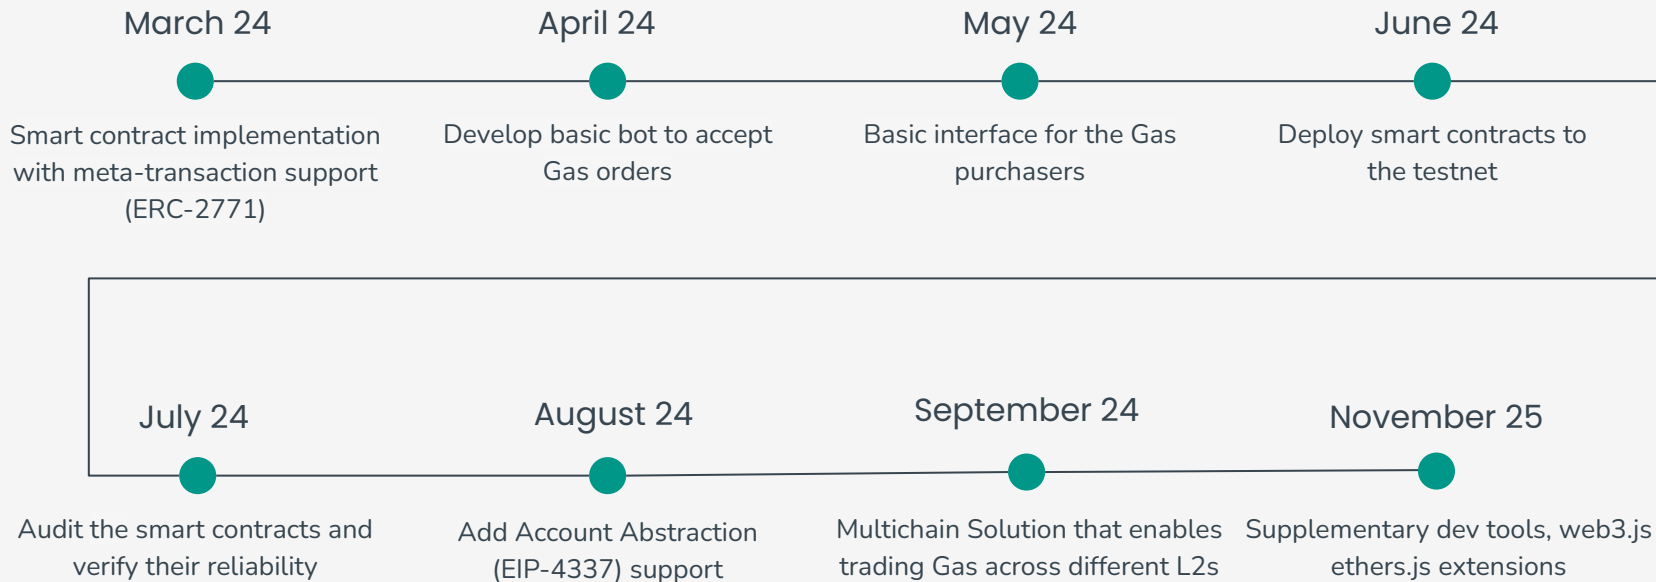 March 24
April 24
May 24
June 24
Smart contract implementation
with meta-transaction support
(ERC-2771)
Develop basic bot to accept
Gas orders
Basic interface for the Gas
purchasers
Deploy smart contracts to
the testnet
July 24
August 24
September 24
November 25
Audit the smart contracts and
verify their reliability
Add Account Abstraction
(EIP-4337) support
Multichain Solution that enables
trading Gas across different L2s
Supplementary dev tools, web3.js
ethers.js extensions